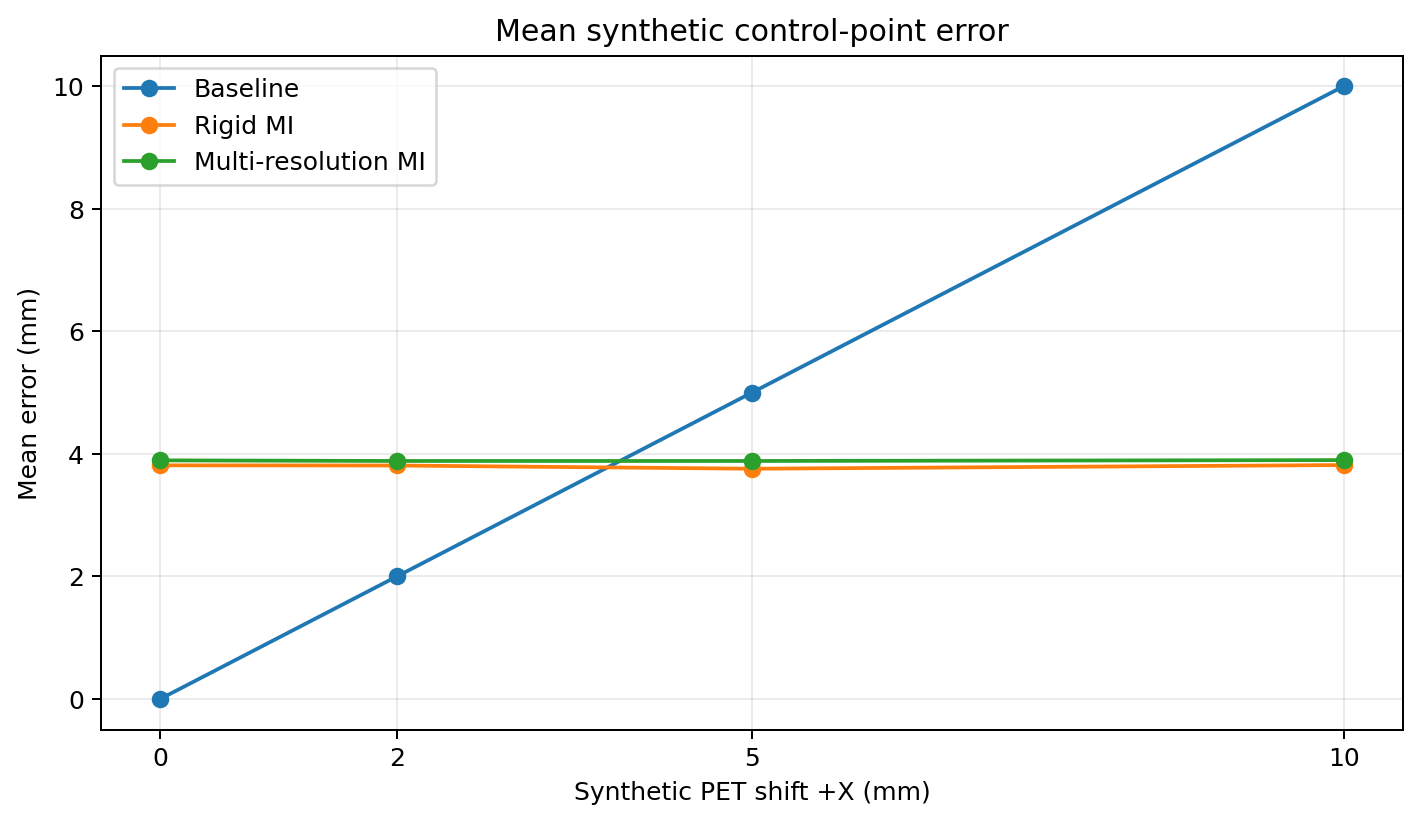 Mean synthetic control-point error
Baseline
Rigid MI
Multi-resolution MI
10
8
6
4
2
0
Mean error (mm)
0
2
5
10
Synthetic PET shift +X (mm)